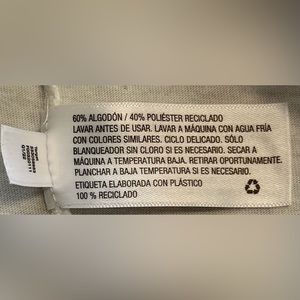 60% ALGODÓN / 40% POLIÉSTER RECICLADO
LAVAR ANTES DE USAR. LAVAR A MÁQUINA CON AGUA FRÍA
CON COLORES SIMILARES. CICLO DELICADO. SÓLO
BLANQUEADOR SIN CLORO SI ES NECESARIO. SECAR A
MÁQUINA A TEMPERATURA BAJA. RETIRAR OPORTUNAMENTE.
PLANCHAR A BAJA TEMPERATURA SI ES NECESARIO.
ETIQUETA ELABORADA CON PLÁSTICO
100 % RECICLADO